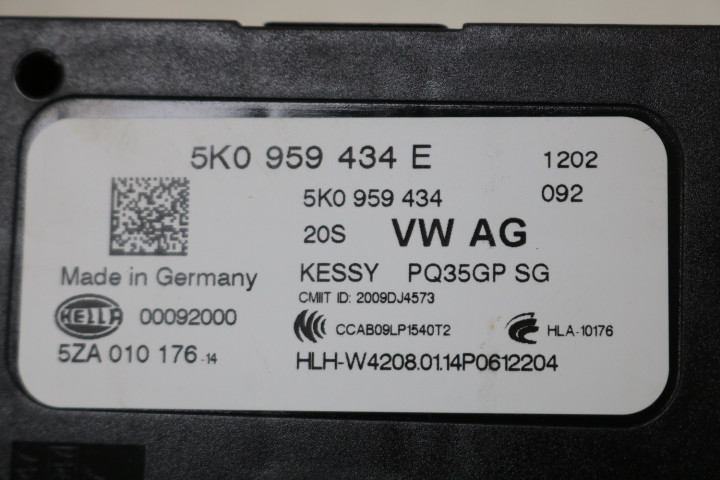 5K0 959 434 E 1202
5K0 959 434 092
20S VW AG
Made in Germany KESSY PQ35GP SG
CMIIT ID: 2009DJ4573
HELLA 00092000 CCAB09LP1540T2 HLA-10176
5ZA 010 176 -14 HLH-W4208.01.14P0612204